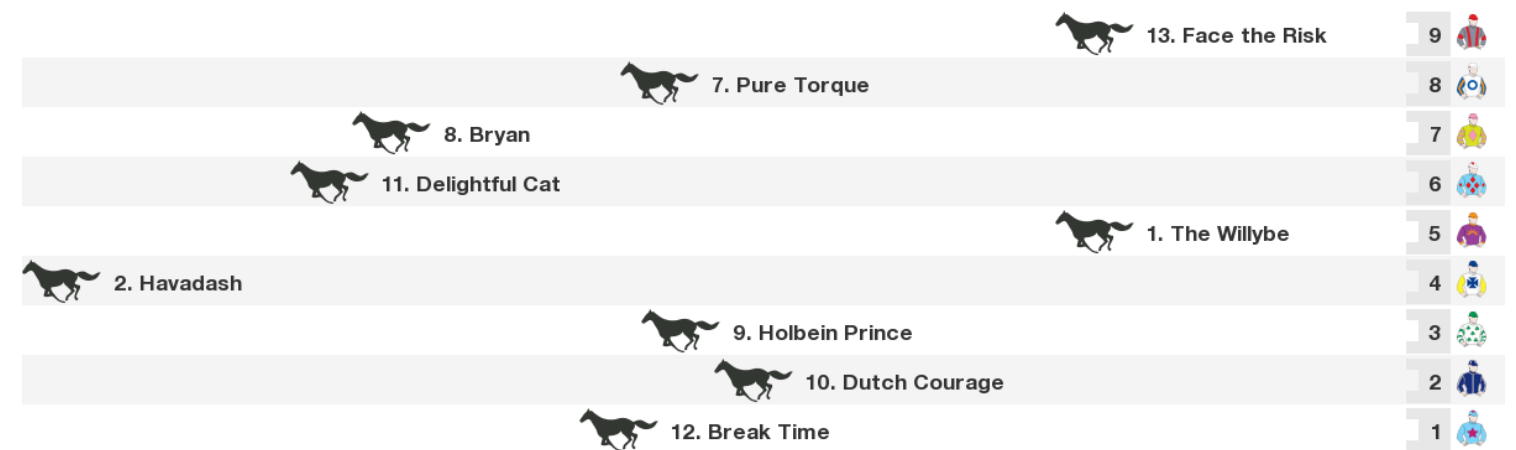 13. Face the Risk 9
7. Pure Torque 8
8. Bryan 7
11. Delightful Cat 6
1. The Willybe 5
2. Havadash 4
9. Holbein Prince 3
10. Dutch Courage 2
12. Break Time 1